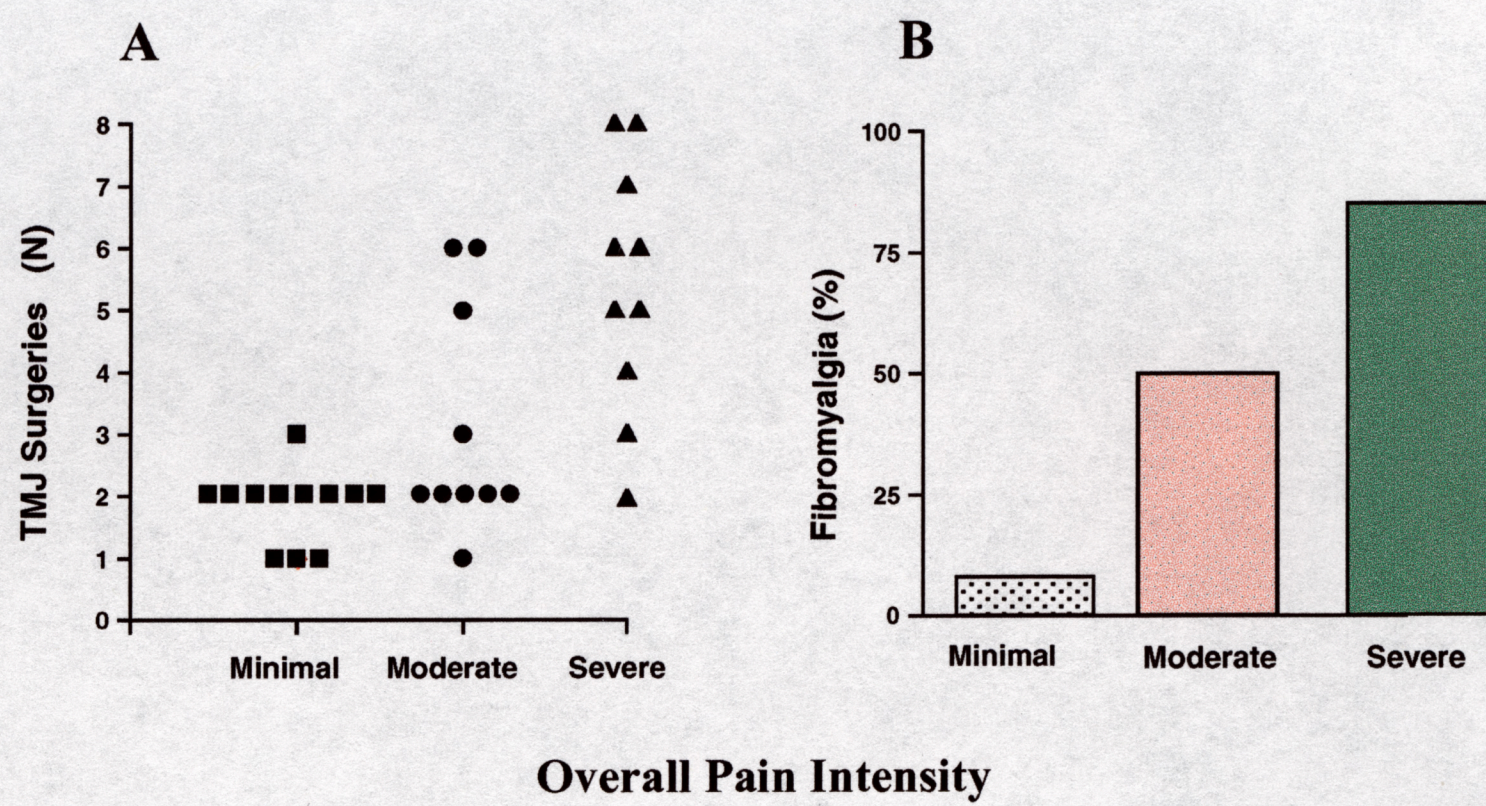 A
B
TMJ Surgeries (N)
8
7
6
5
4
3
2
1
0
Minimal Moderate Severe
Fibromyalgia (%)
100
75
50
25
0
Minimal Moderate Severe
Overall Pain Intensity